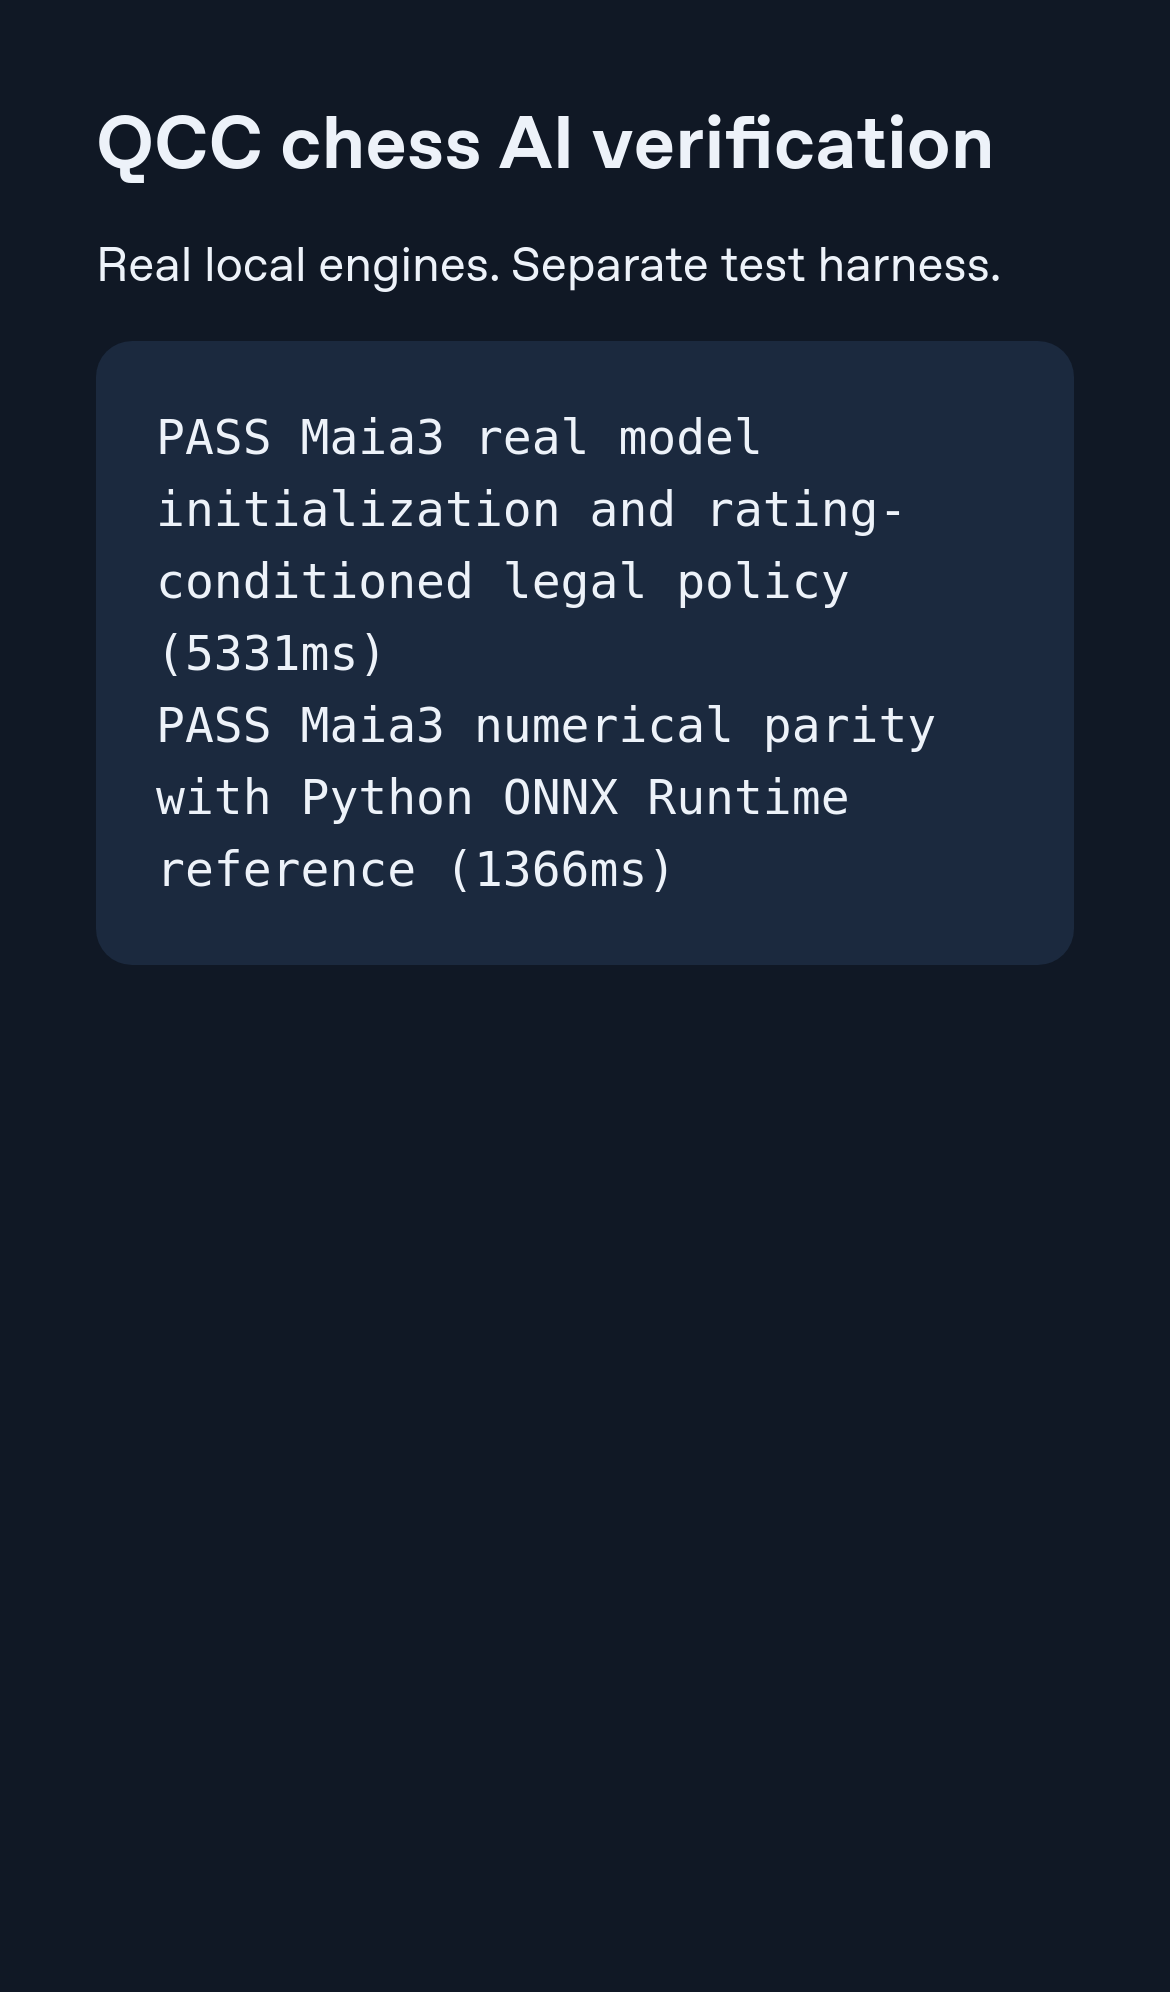 QCC chess AI verification
Real local engines. Separate test harness.
PASS Maia3 real model
initialization and rating-
conditioned legal policy
(5331ms)
PASS Maia3 numerical parity
with Python ONNX Runtime
reference (1366ms)